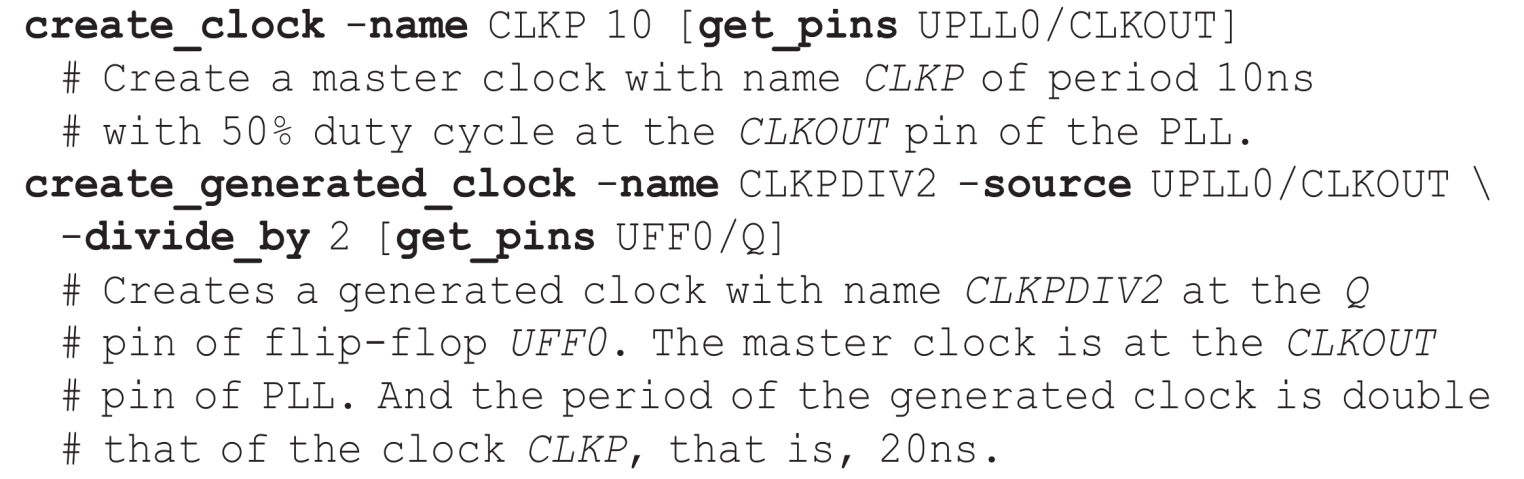 create_clock -name CLKP 10 [get_pins UPLL0/CLKOUT]
# Create a master clock with name CLKP of period 10ns
# with 50% duty cycle at the CLKOUT pin of the PLL.
create_generated_clock -name CLKPDIV2 -source UPLL0/CLKOUT \
-divide_by 2 [get_pins UFF0/Q]
# Creates a generated clock with name CLKPDIV2 at the Q
# pin of flip-flop UFF0. The master clock is at the CLKOUT
# pin of PLL. And the period of the generated clock is double
# that of the clock CLKP, that is, 20ns.